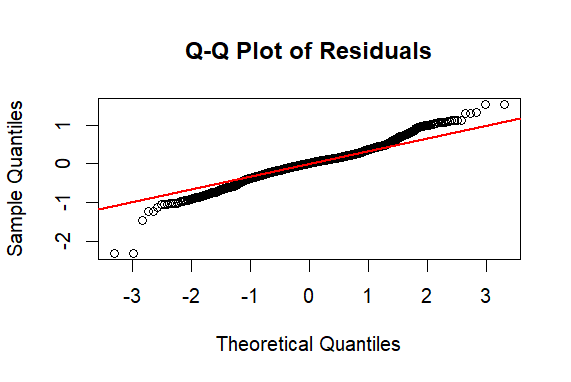 Q-Q Plot of Residuals
Sample Quantiles
1
0
-1
-2
-3 -2 -1 0 1 2 3
Theoretical Quantiles